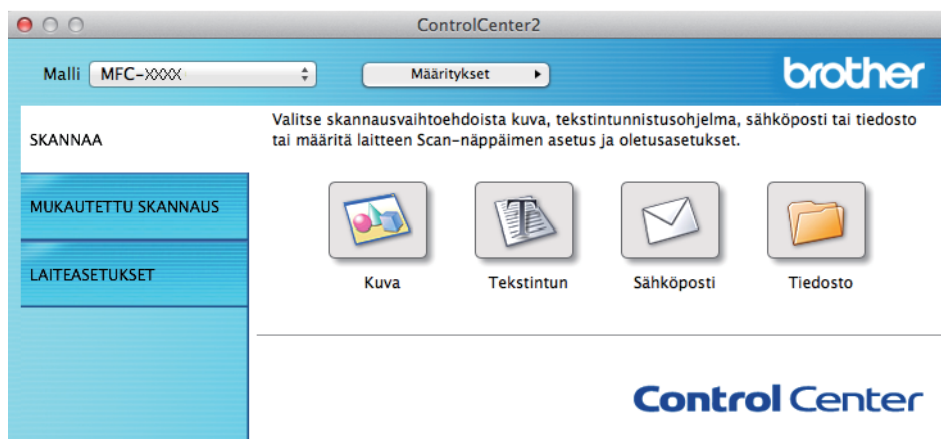 ControlCenter2
Malli MFC-XXXX Määritykset brother
SKANNAA
Valitse skannausvaihtoehdoista kuva, tekstintunnistusohjelma, sähköposti tai tiedosto
tai määritä laitteen Scan-näppäimen asetus ja oletusasetukset.
MUKAUTETTU SKANNAUS
LAITEASETUKSET
Kuva Tekstintun Sähköposti Tiedosto
Control Center